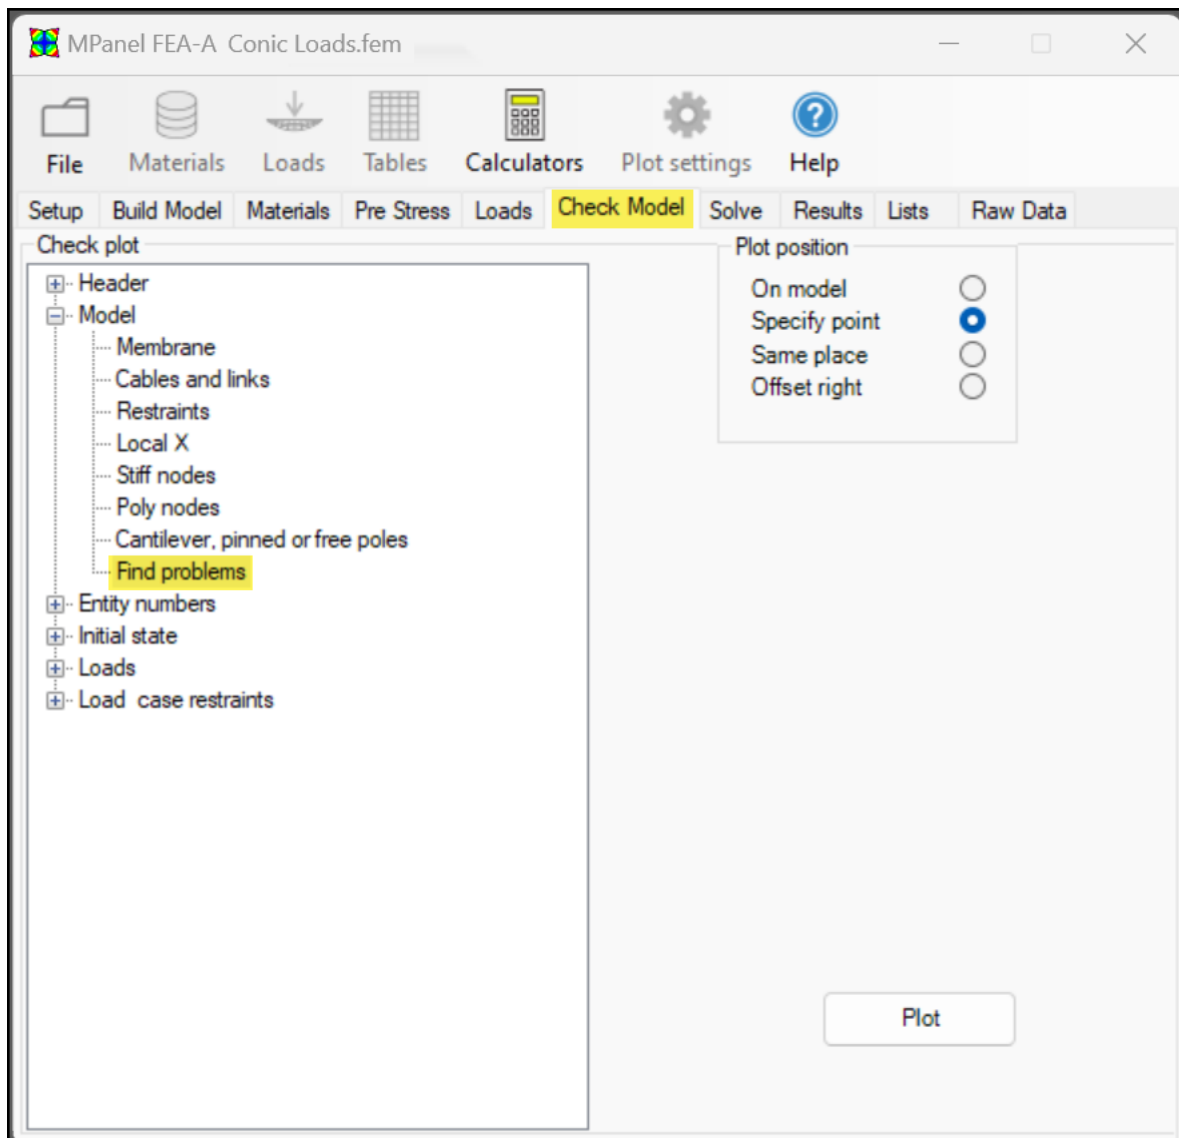 MPanel FEA-A Conic Loads.fem
File Materials Loads Tables Calculators Plot settings Help
Setup Build Model Materials Pre Stress Loads Check Model Solve Results Lists Raw Data
Check plot
Header
Model
Membrane
Cables and links
Restraints
Local X
Stiff nodes
Poly nodes
Cantilever, pinned or free poles
Find problems
Entity numbers
Initial state
Loads
Load case restraints
Plot position
On model
Specify point
Same place
Offset right
Plot